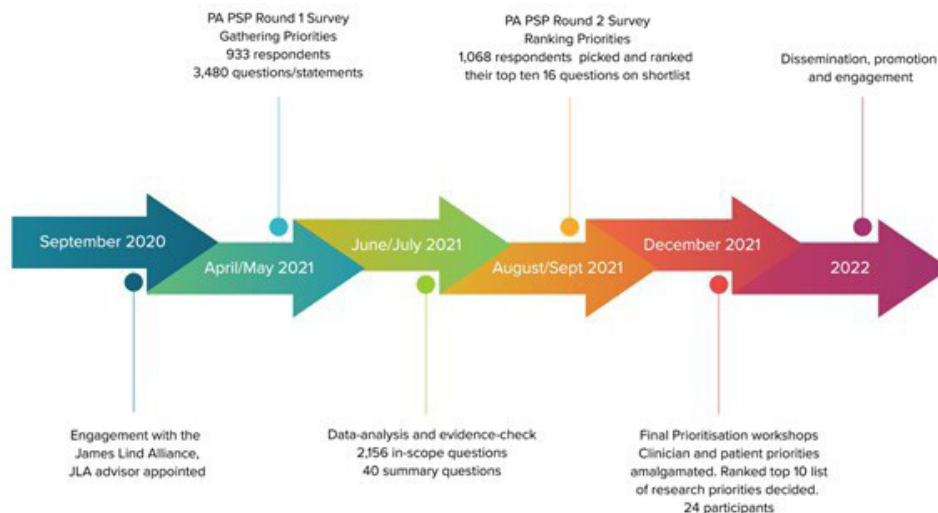 PA PSP Round 1 Survey
Gathering Priorities
933 respondents
3,480 questions/statements
PA PSP Round 2 Survey
Ranking Priorities
1,068 respondents picked and ranked
their top ten 16 questions on shortlist
Dissemination, promotion
and engagement
September 2020
April/May 2021
June/July 2021
August/Sept 2021
December 2021
2022
Engagement with the
James Lind Alliance,
JLA advisor appointed
Data-analysis and evidence-check
2,156 in-scope questions
40 summary questions
Final Prioritisation workshops
Clinician and patient priorities
amalgamated. Ranked top 10 list
of research priorities decided.
24 participants